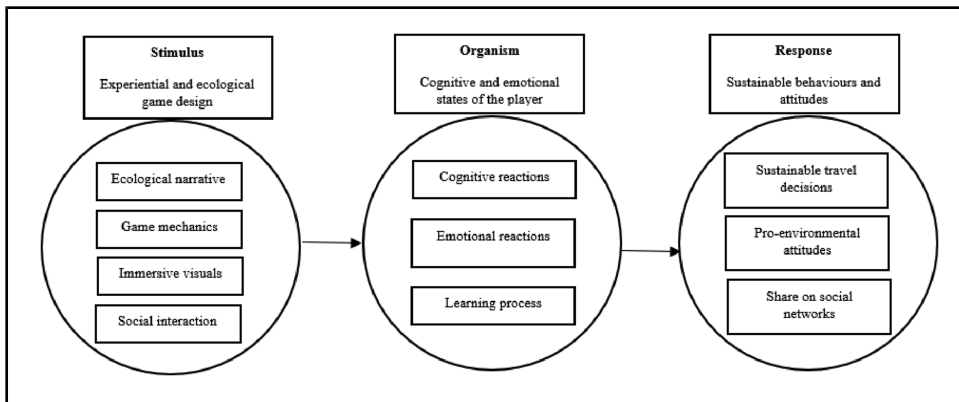 Stimulus
Experiential and ecological
game design
Ecological narrative
Game mechanics
Immersive visuals
Social interaction
Organism
Cognitive and emotional
states of the player
Cognitive reactions
Emotional reactions
Learning process
Response
Sustainable behaviours and
attitudes
Sustainable travel
decisions
Pro-environmental
attitudes
Share on social
networks